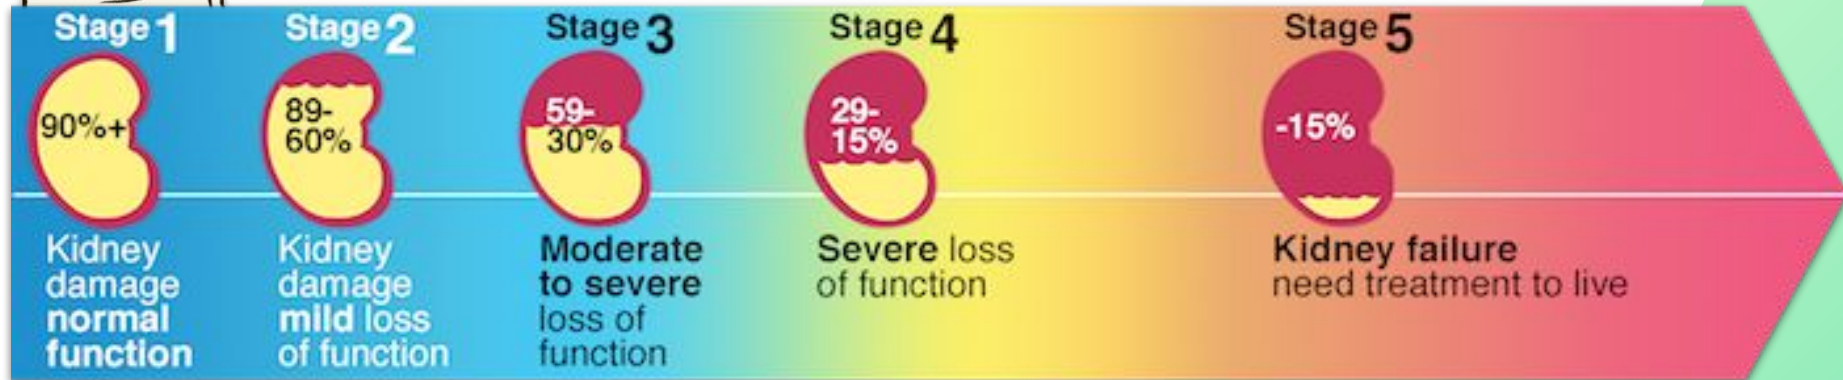 Stage 1
90%+
Kidney
damage
normal
function
Stage 2
89-
60%
Kidney
damage
mild loss
of function
Stage 3
59-
30%
Moderate
to severe
loss of
function
Stage 4
29-
15%
Severe loss
of function
Stage 5
-15%
Kidney failure
need treatment to live